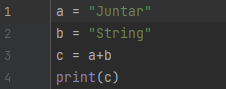 1 a = "Juntar"
2 b = "String"
3 c = a+b
4 print(c)